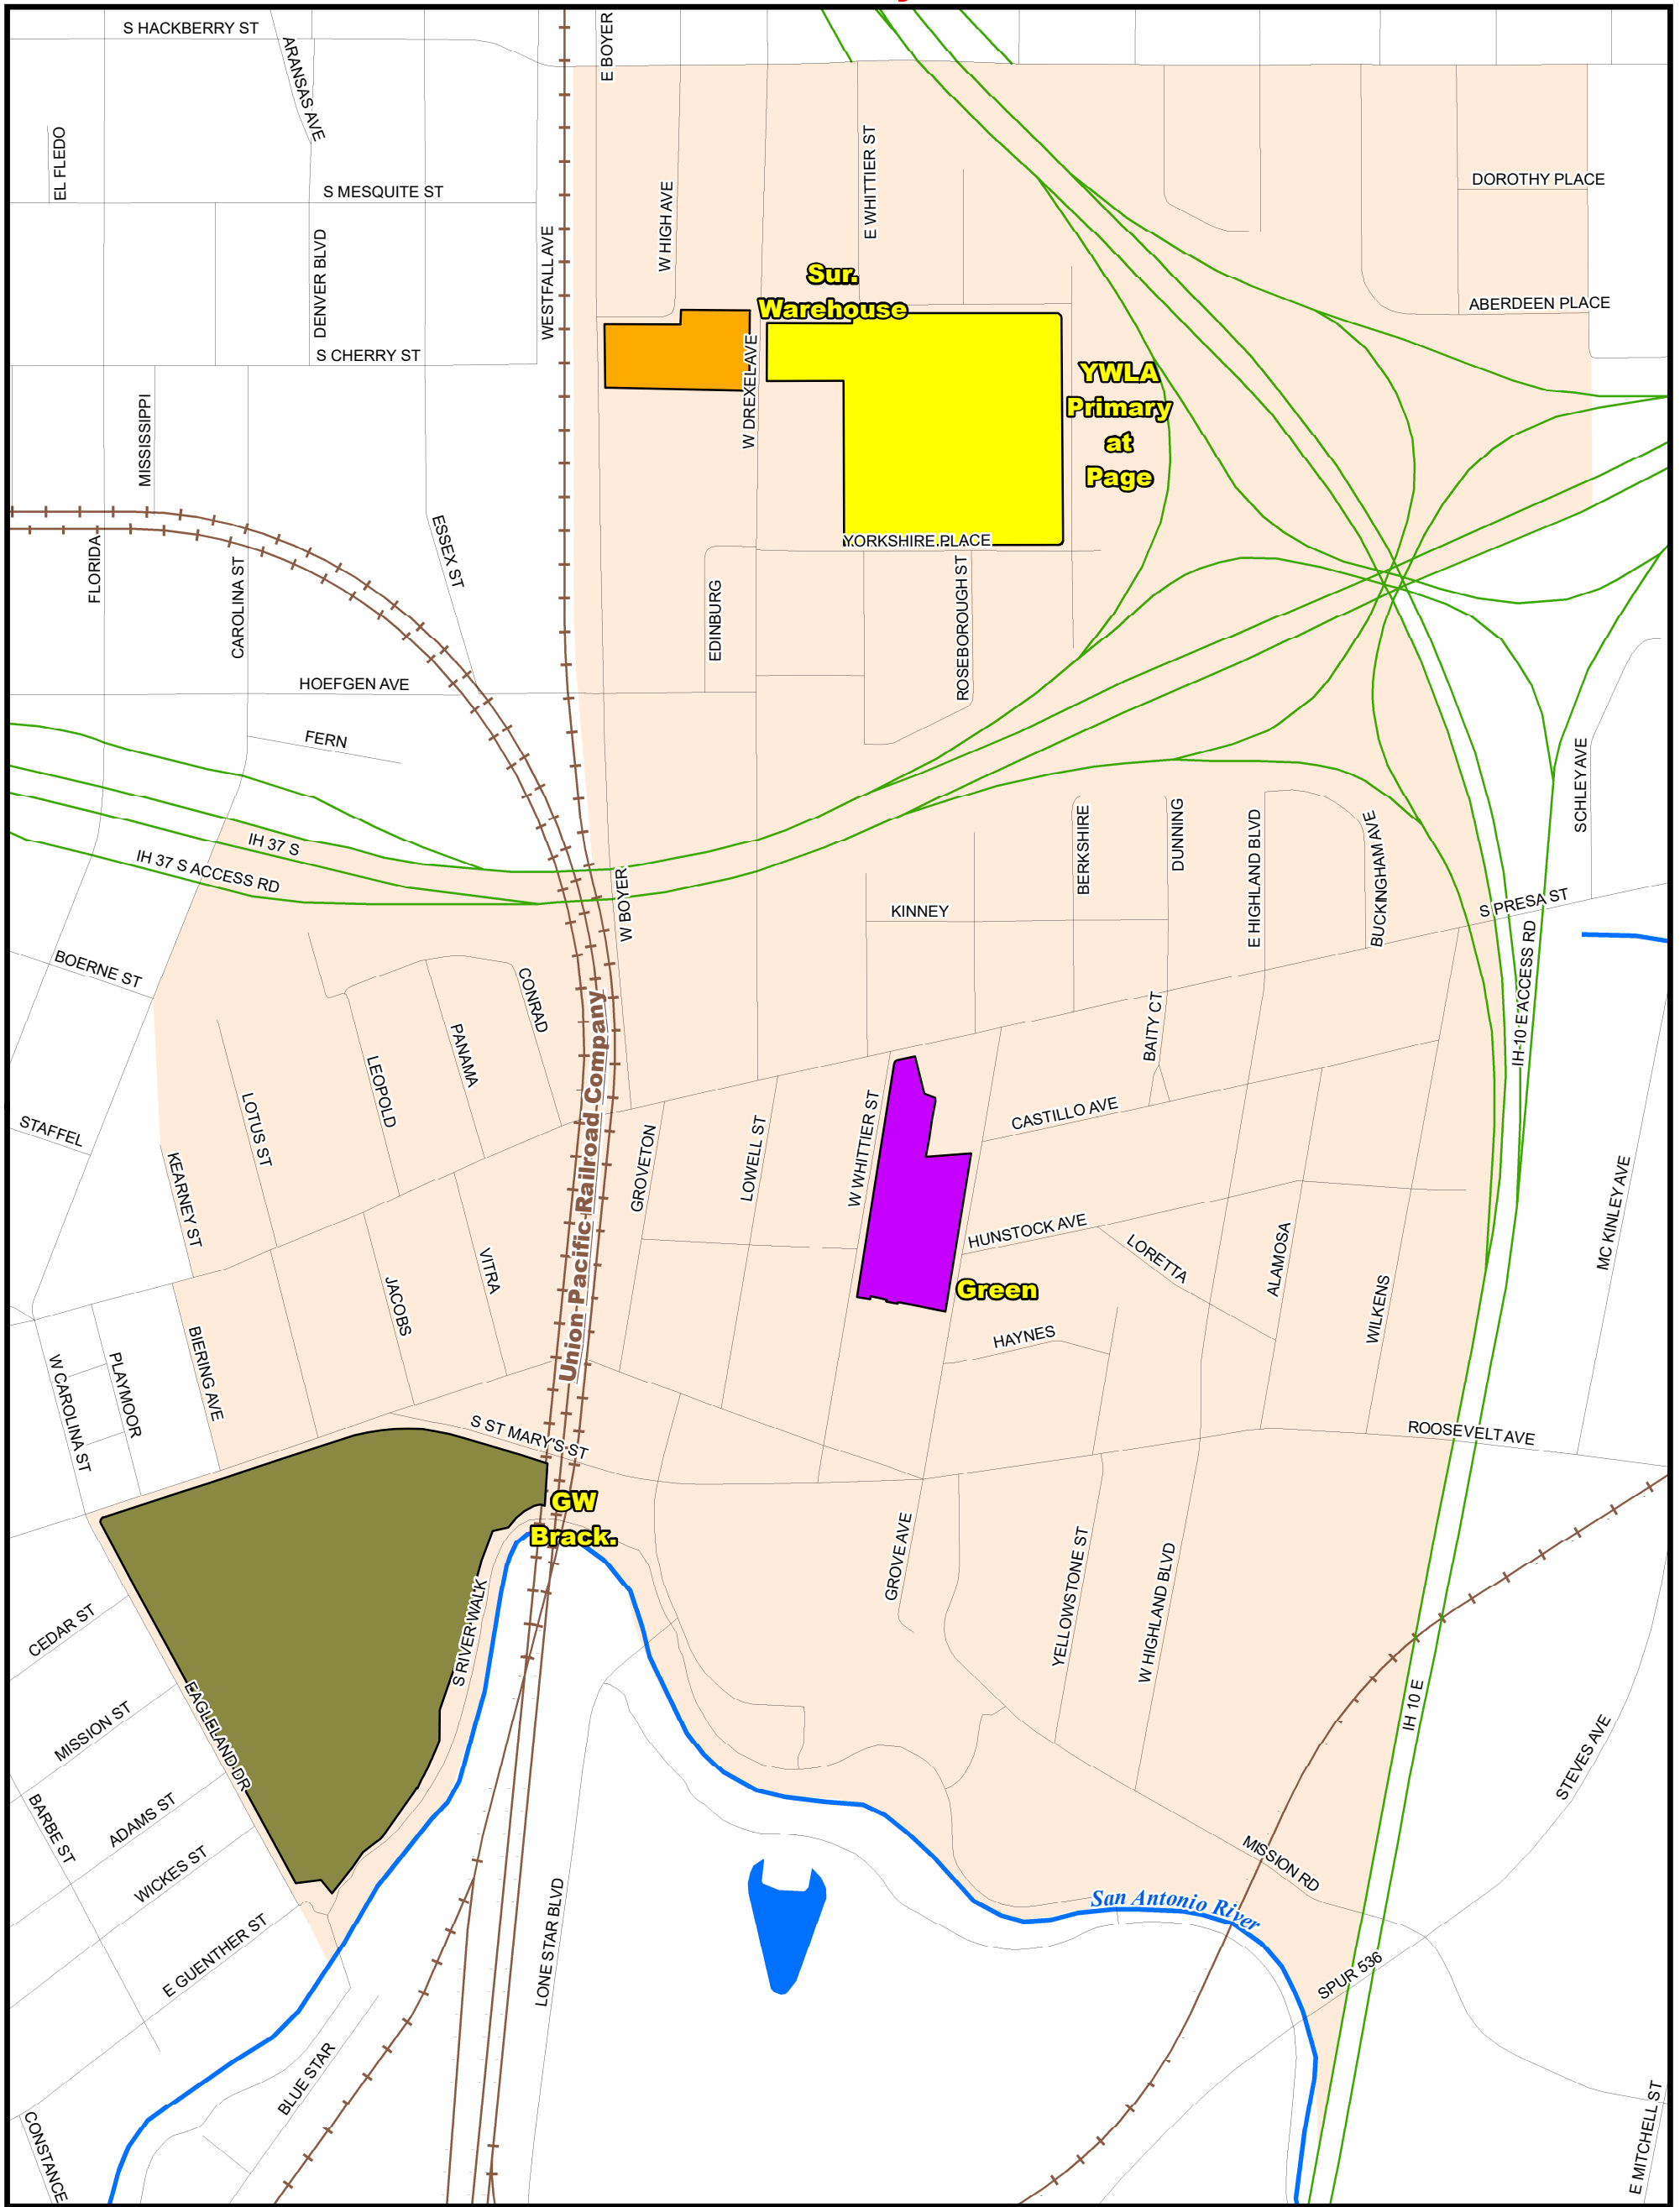 S HACKBERRY ST
ARANSAS AVE
E BOYER
EL FLEDO
S MESQUITE ST
DENVER BLVD
WESTFALL AVE
W HIGH AVE
E WHITTIER ST
DOROTHY PLACE
ABERDEEN PLACE
Sur.
Warehouse
S CHERRY ST
W DREXEL AVE
YWLA
Primary
at
Page
MISSISSIPPI
FLORIDA
CAROLINA ST
ESSEX ST
YORKSHIRE PLACE
EDINBURG
ROSEBOROUGH ST
HOEFGEN AVE
FERN
SCHLEY AVE
IH 37 S
IH 37 S ACCESS RD
W BOYER
BERKSHIRE
DUNNING
E HIGHLAND BLVD
BUCKINGHAM AVE
KINNEY
S PRESA ST
IH 10 E ACCESS RD
BOERNE ST
CONRAD
PANAMA
LEOPOLD
LOTUS ST
Union Pacific Railroad Company
BAITY CT
CASTILLO AVE
STAFFEL
KEARNEY ST
GROVETON
LOWELL ST
W WHITTIER ST
HUNSTOCK AVE
LORETTA
ALAMOSA
WILKENS
MC KINLEY AVE
VITRA
JACOBS
Green
HAYNES
BIERING AVE
PLAYMOOR
W CAROLINA ST
S ST MARY'S ST
ROOSEVELT AVE
GW
Brack.
S RIVER WALK
GROVE AVE
YELLOWSTONE ST
W HIGHLAND BLVD
CEDAR ST
MISSION ST
EAGLELAND DR
ADAMS ST
BARBE ST
WICKES ST
E GUENTHER ST
LONE STAR BLVD
IH 10 E
STEVES AVE
MISSION RD
San Antonio River
SPUR 536
BLUE STAR
CONSTANCE
E MITCHELL ST